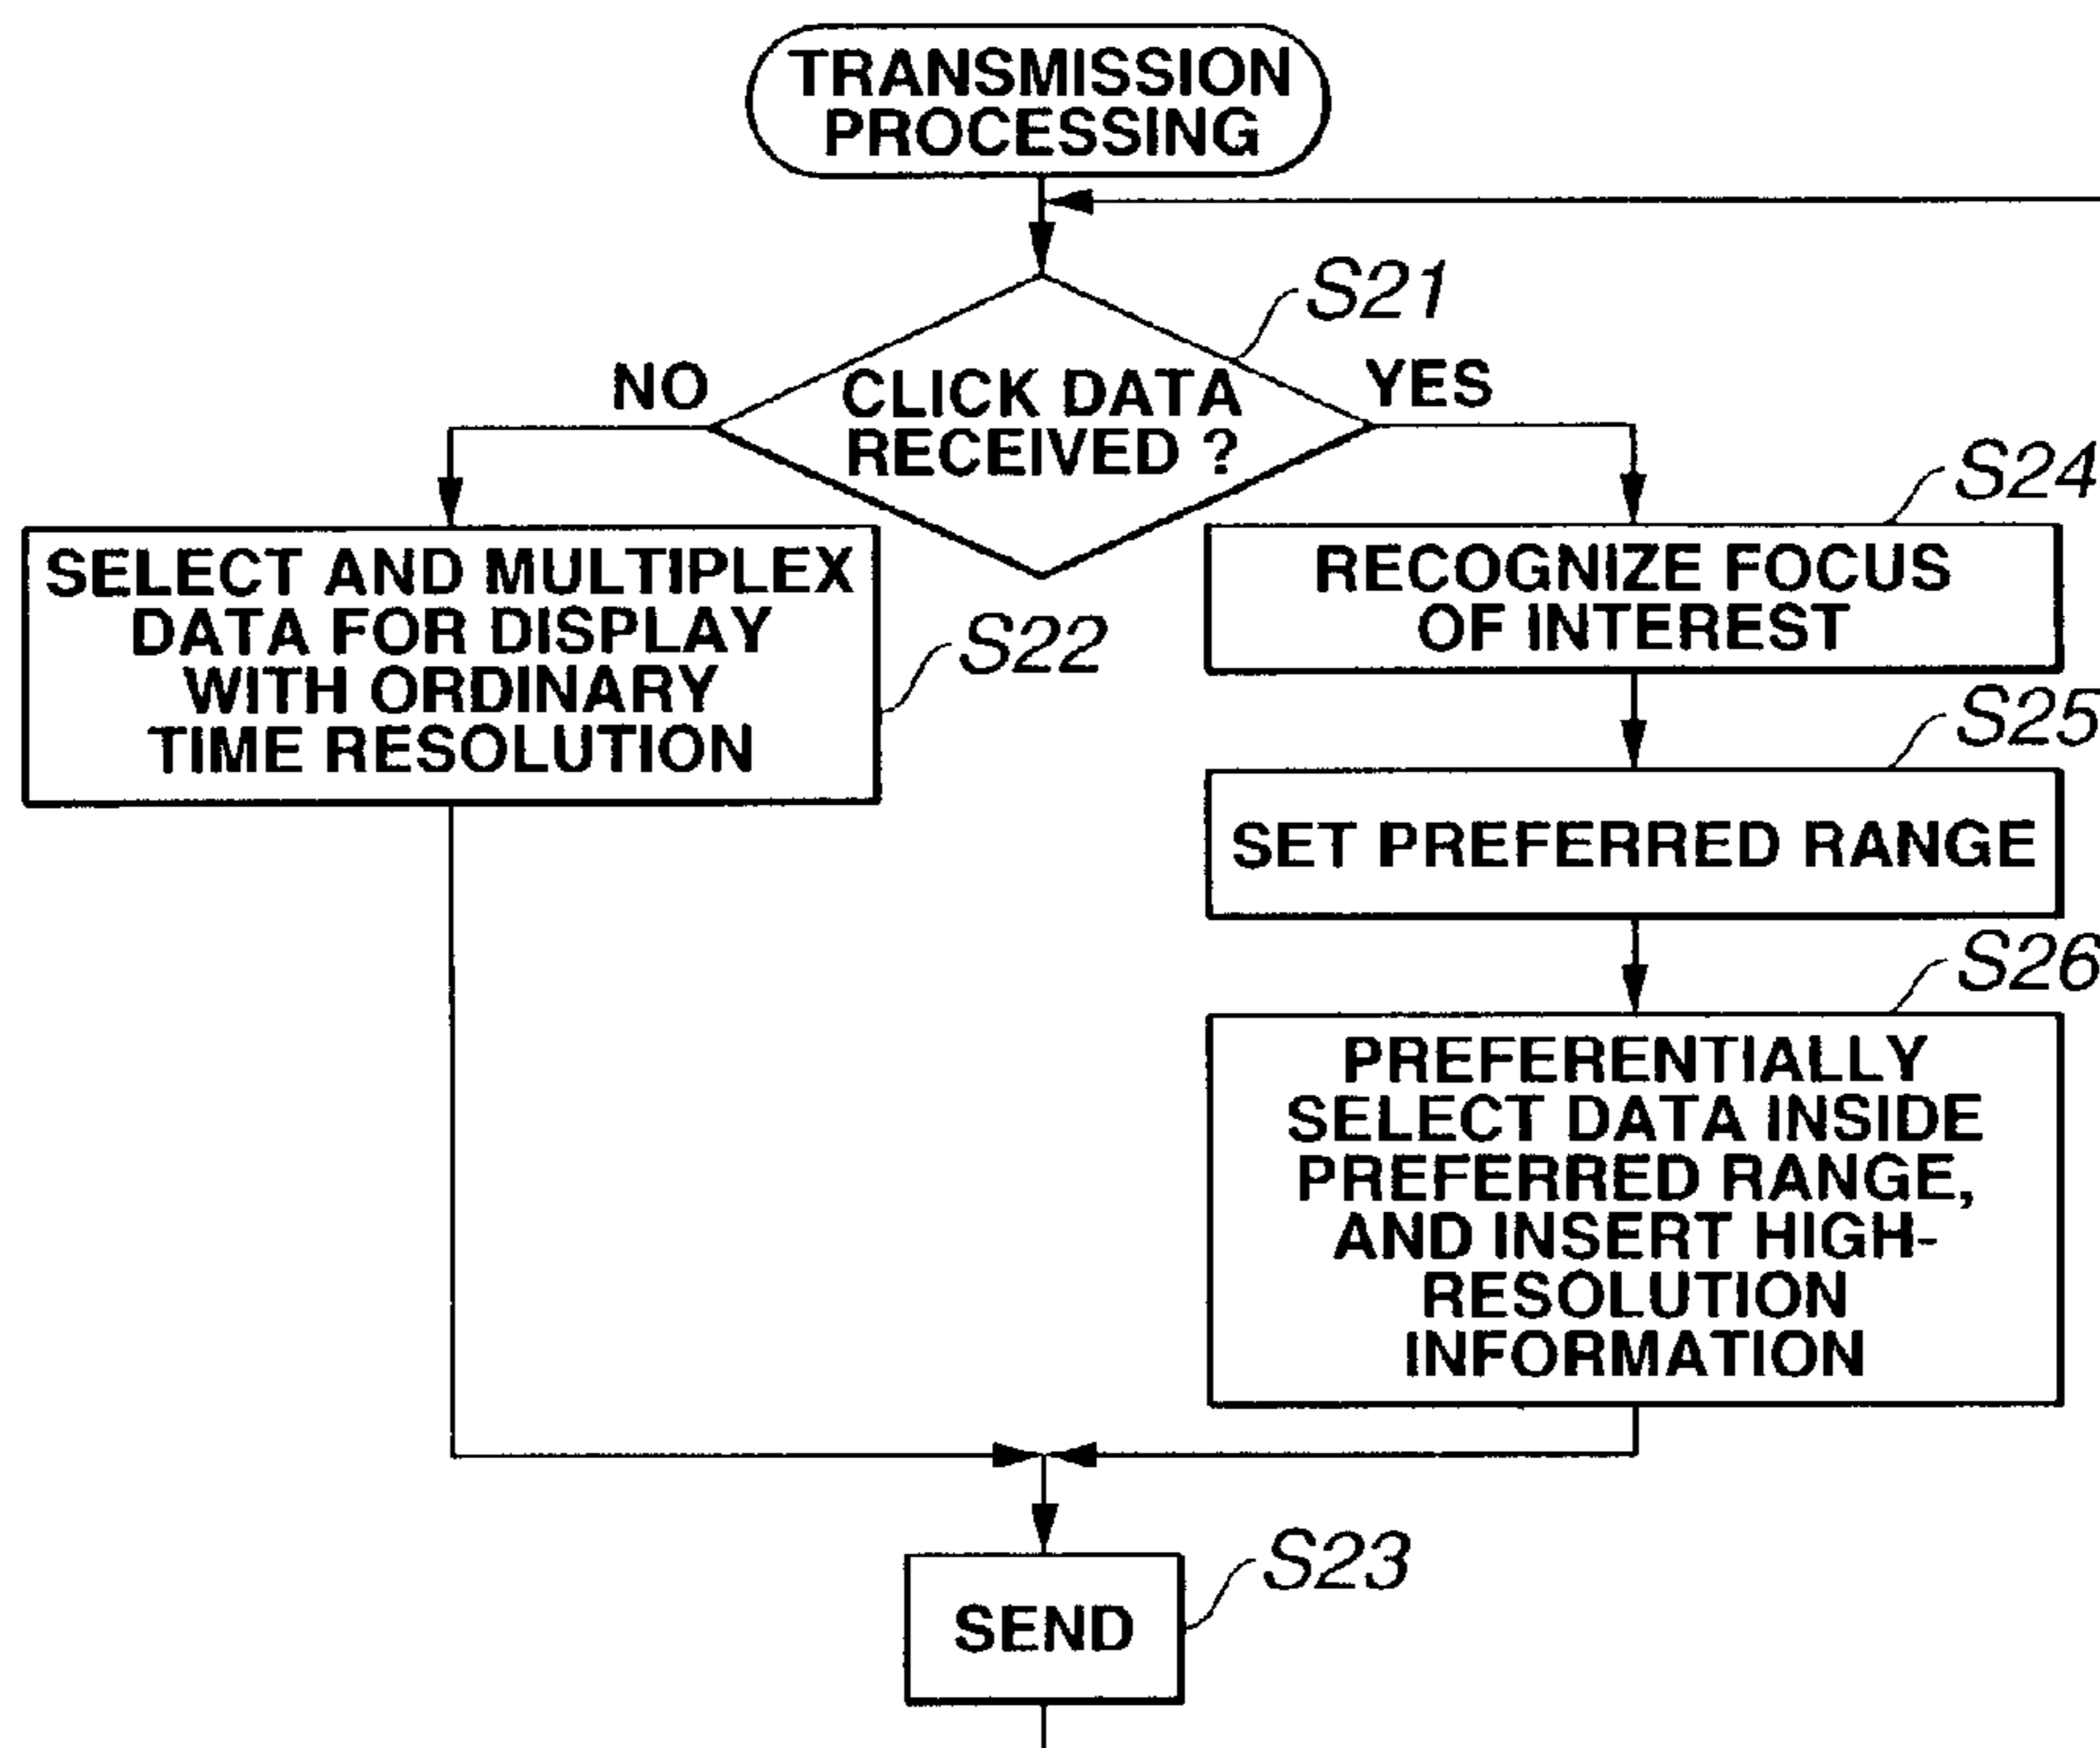 TRANSMISSION
PROCESSING
S21
NO
CLICK DATA
RECEIVED ?
YES
S24
SELECT AND MULTIPLEX
DATA FOR DISPLAY
WITH ORDINARY
TIME RESOLUTION
S22
RECOGNIZE FOCUS
OF INTEREST
S25
SET PREFERRED RANGE
S26
PREFERENTIALLY
SELECT DATA INSIDE
PREFERRED RANGE,
AND INSERT HIGH-
RESOLUTION
INFORMATION
S23
SEND